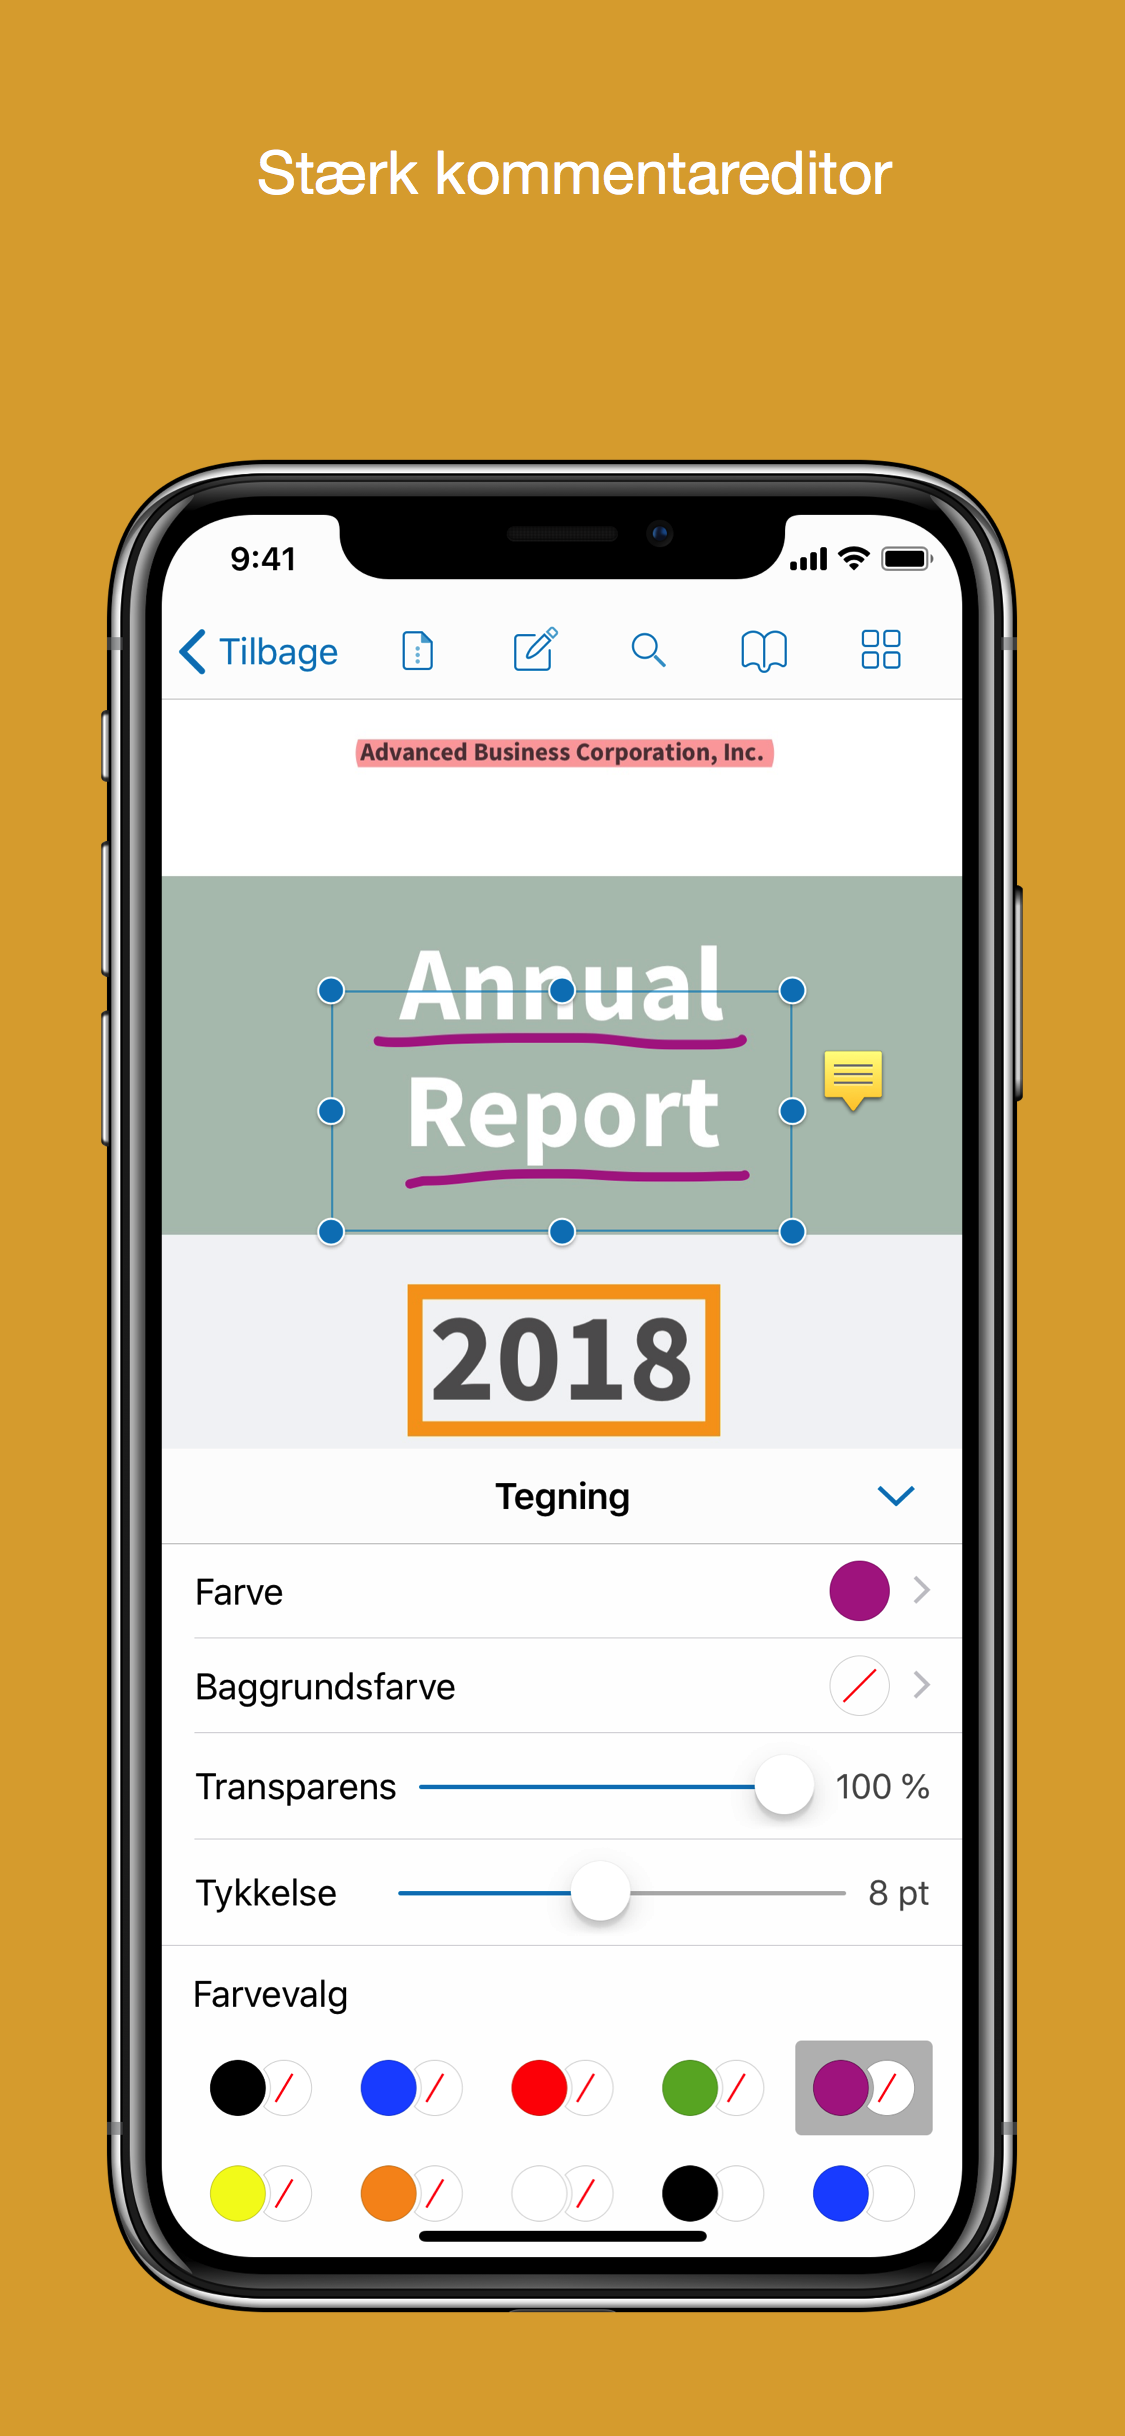 Stærk kommentareditor
9:41
Tilbage
Advanced Business Corporation, Inc.
Annual
Report
2018
Tegning
Farve
Baggrundsfarve
Transparens 100 %
Tykkelse 8 pt
Farvevalg